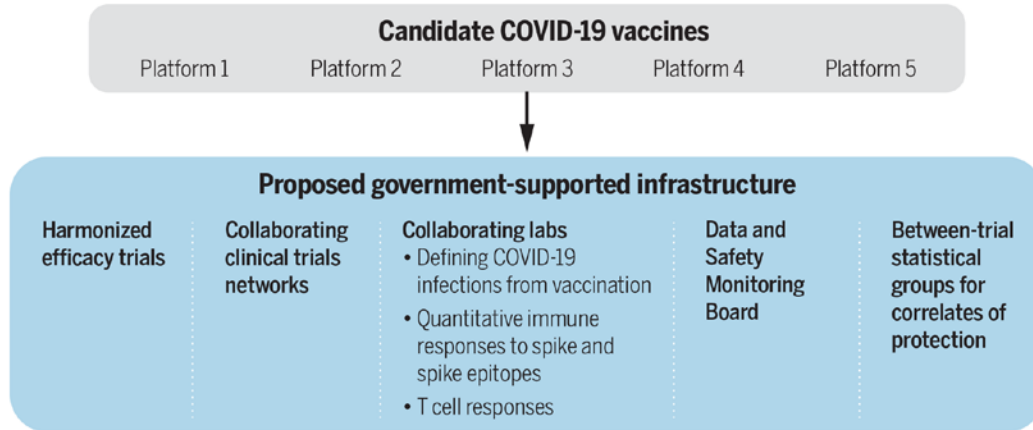 Candidate COVID-19 vaccines
Platform 1 Platform 2 Platform 3 Platform 4 Platform 5
Proposed government-supported infrastructure
Harmonized
efficacy trials
Collaborating
clinical trials
networks
Collaborating labs
• Defining COVID-19
infections from vaccination
• Quantitative immune
responses to spike and
spike epitopes
• T cell responses
Data and
Safety
Monitoring
Board
Between-trial
statistical
groups for
correlates of
protection